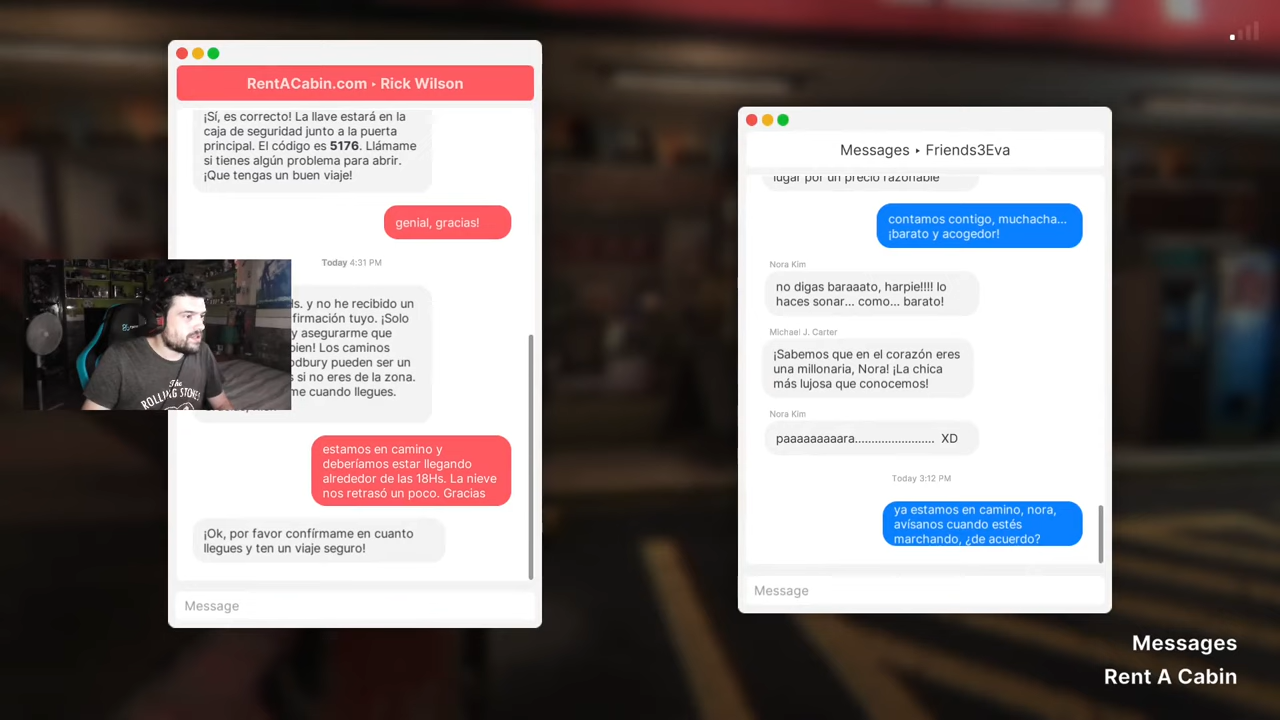 RentACabin.com ▸ Rick Wilson
¡Sí, es correcto! La llave estará en la
caja de seguridad junto a la puerta
principal. El código es 5176. Llámame
si tienes algún problema para abrir.
¡Que tengas un buen viaje!
genial, gracias!
Today 4:31 PM
y no he recibido un
tuyo. ¡Solo
y asegurarme que
bien! Los caminos
pueden ser un
si no eres de la zona.
cuando llegues.
estamos en camino y
deberíamos estar llegando
alrededor de las 18Hs. La nieve
nos retrasó un poco. Gracias
¡Ok, por favor confírmame en cuanto
llegues y ten un viaje seguro!
Message
The
ROLLING STONES
Messages ▸ Friends3Eva
lugar por un precio razonable
contamos contigo, muchacha...
¡barato y acogedor!
Nora Kim
no digas baraaato, harpie!!!! lo
haces sonar... como... barato!
Michael J. Carter
¡Sabemos que en el corazón eres
una millonaria, Nora! ¡La chica
más lujosa que conocemos!
Nora Kim
paaaaaaaaara........................ XD
Today 3:12 PM
ya estamos en camino, nora,
avísanos cuando estés
marchando, ¿de acuerdo?
Message
Messages
Rent A Cabin